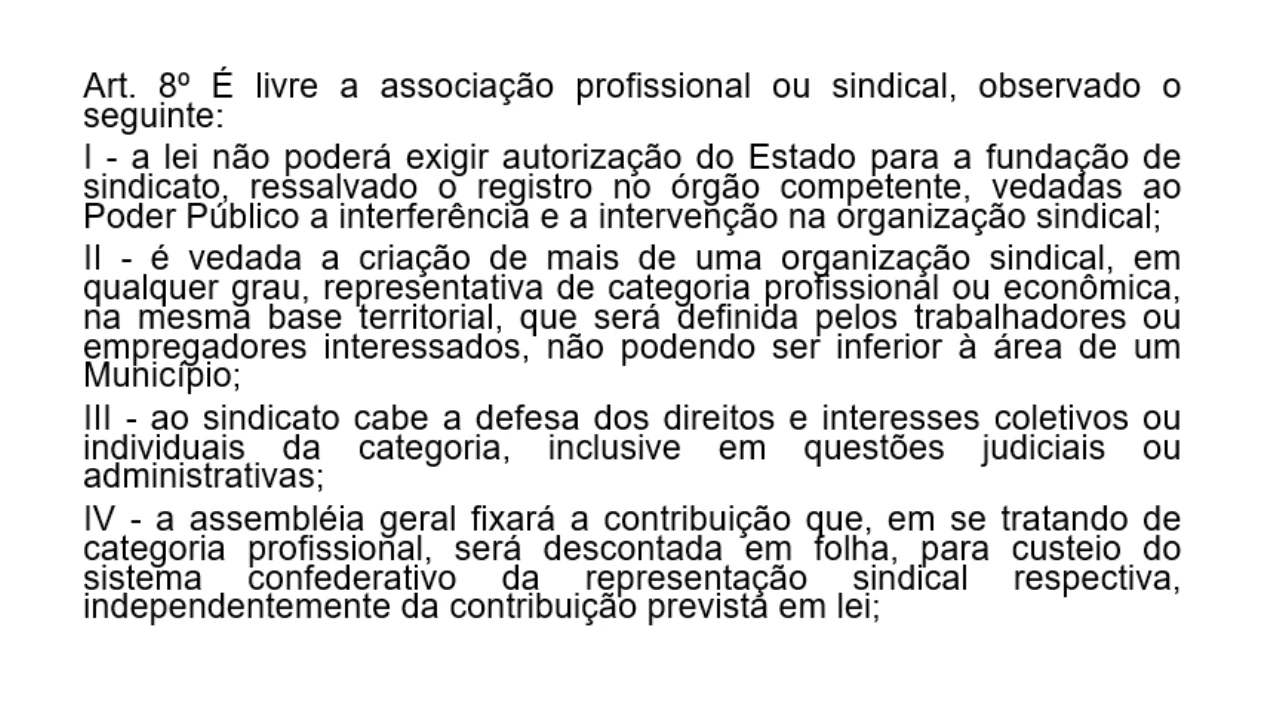 Art. 8º É livre a associação profissional ou sindical, observado o
seguinte:
I - a lei não poderá exigir autorização do Estado para a fundação de
sindicato, ressalvado o registro no órgão competente, vedadas ao
Poder Público a interferência e a intervenção na organização sindical;
II - é vedada a criação de mais de uma organização sindical, em
qualquer grau, representativa de categoria profissional ou econômica,
na mesma base territorial, que será definida pelos trabalhadores ou
empregadores interessados, não podendo ser inferior à área de um
Município;
III - ao sindicato cabe a defesa dos direitos e interesses coletivos ou
individuais da categoria, inclusive em questões judiciais ou
administrativas;
IV - a assembléia geral fixará a contribuição que, em se tratando de
categoria profissional, será descontada em folha, para custeio do
sistema confederativo da representação sindical respectiva,
independentemente da contribuição prevista em lei;